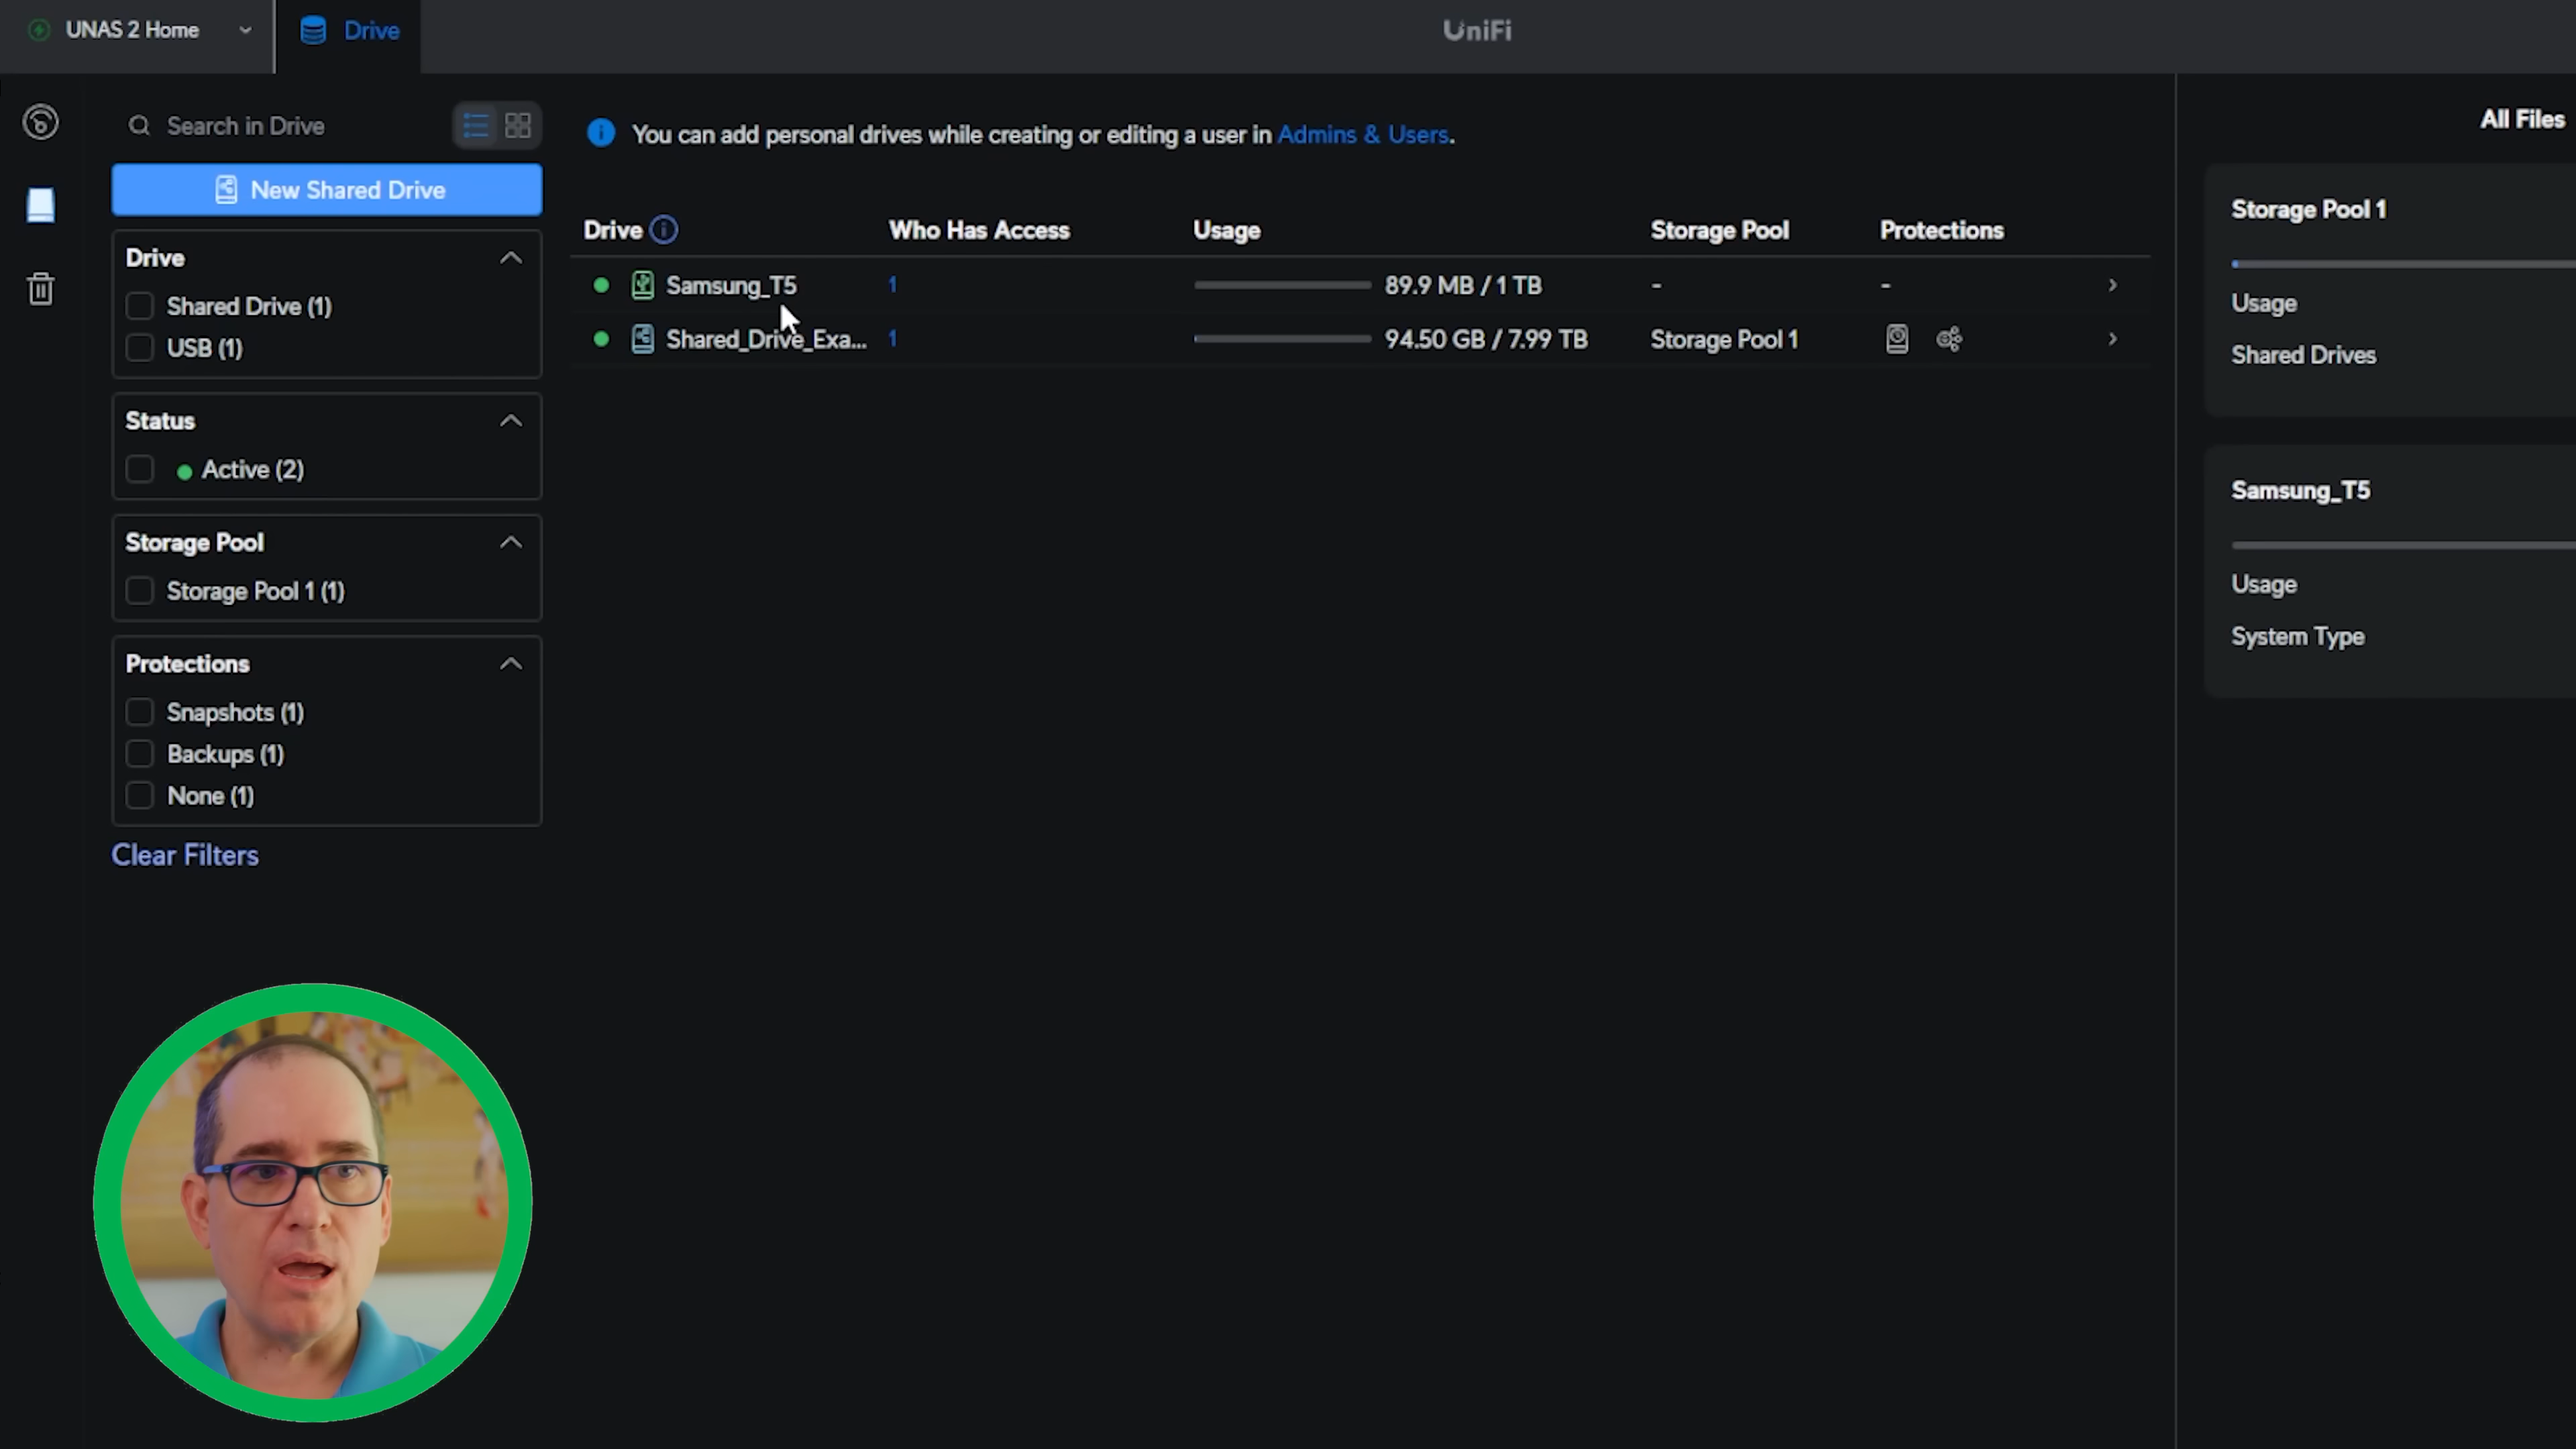 UNAS 2 Home
Drive
UniFi
Search in Drive
New Shared Drive
Drive
Shared Drive (1)
USB (1)
Status
Active (2)
Storage Pool
Storage Pool 1 (1)
Protections
Snapshots (1)
Backups (1)
None (1)
Clear Filters
You can add personal drives while creating or editing a user in Admins & Users.
Drive Who Has Access Usage Storage Pool Protections
Samsung_T5 1 89.9 MB / 1 TB - -
Shared_Drive_Exa... 1 94.50 GB / 7.99 TB Storage Pool 1
All Files
Storage Pool 1
Usage
Shared Drives
Samsung_T5
Usage
System Type